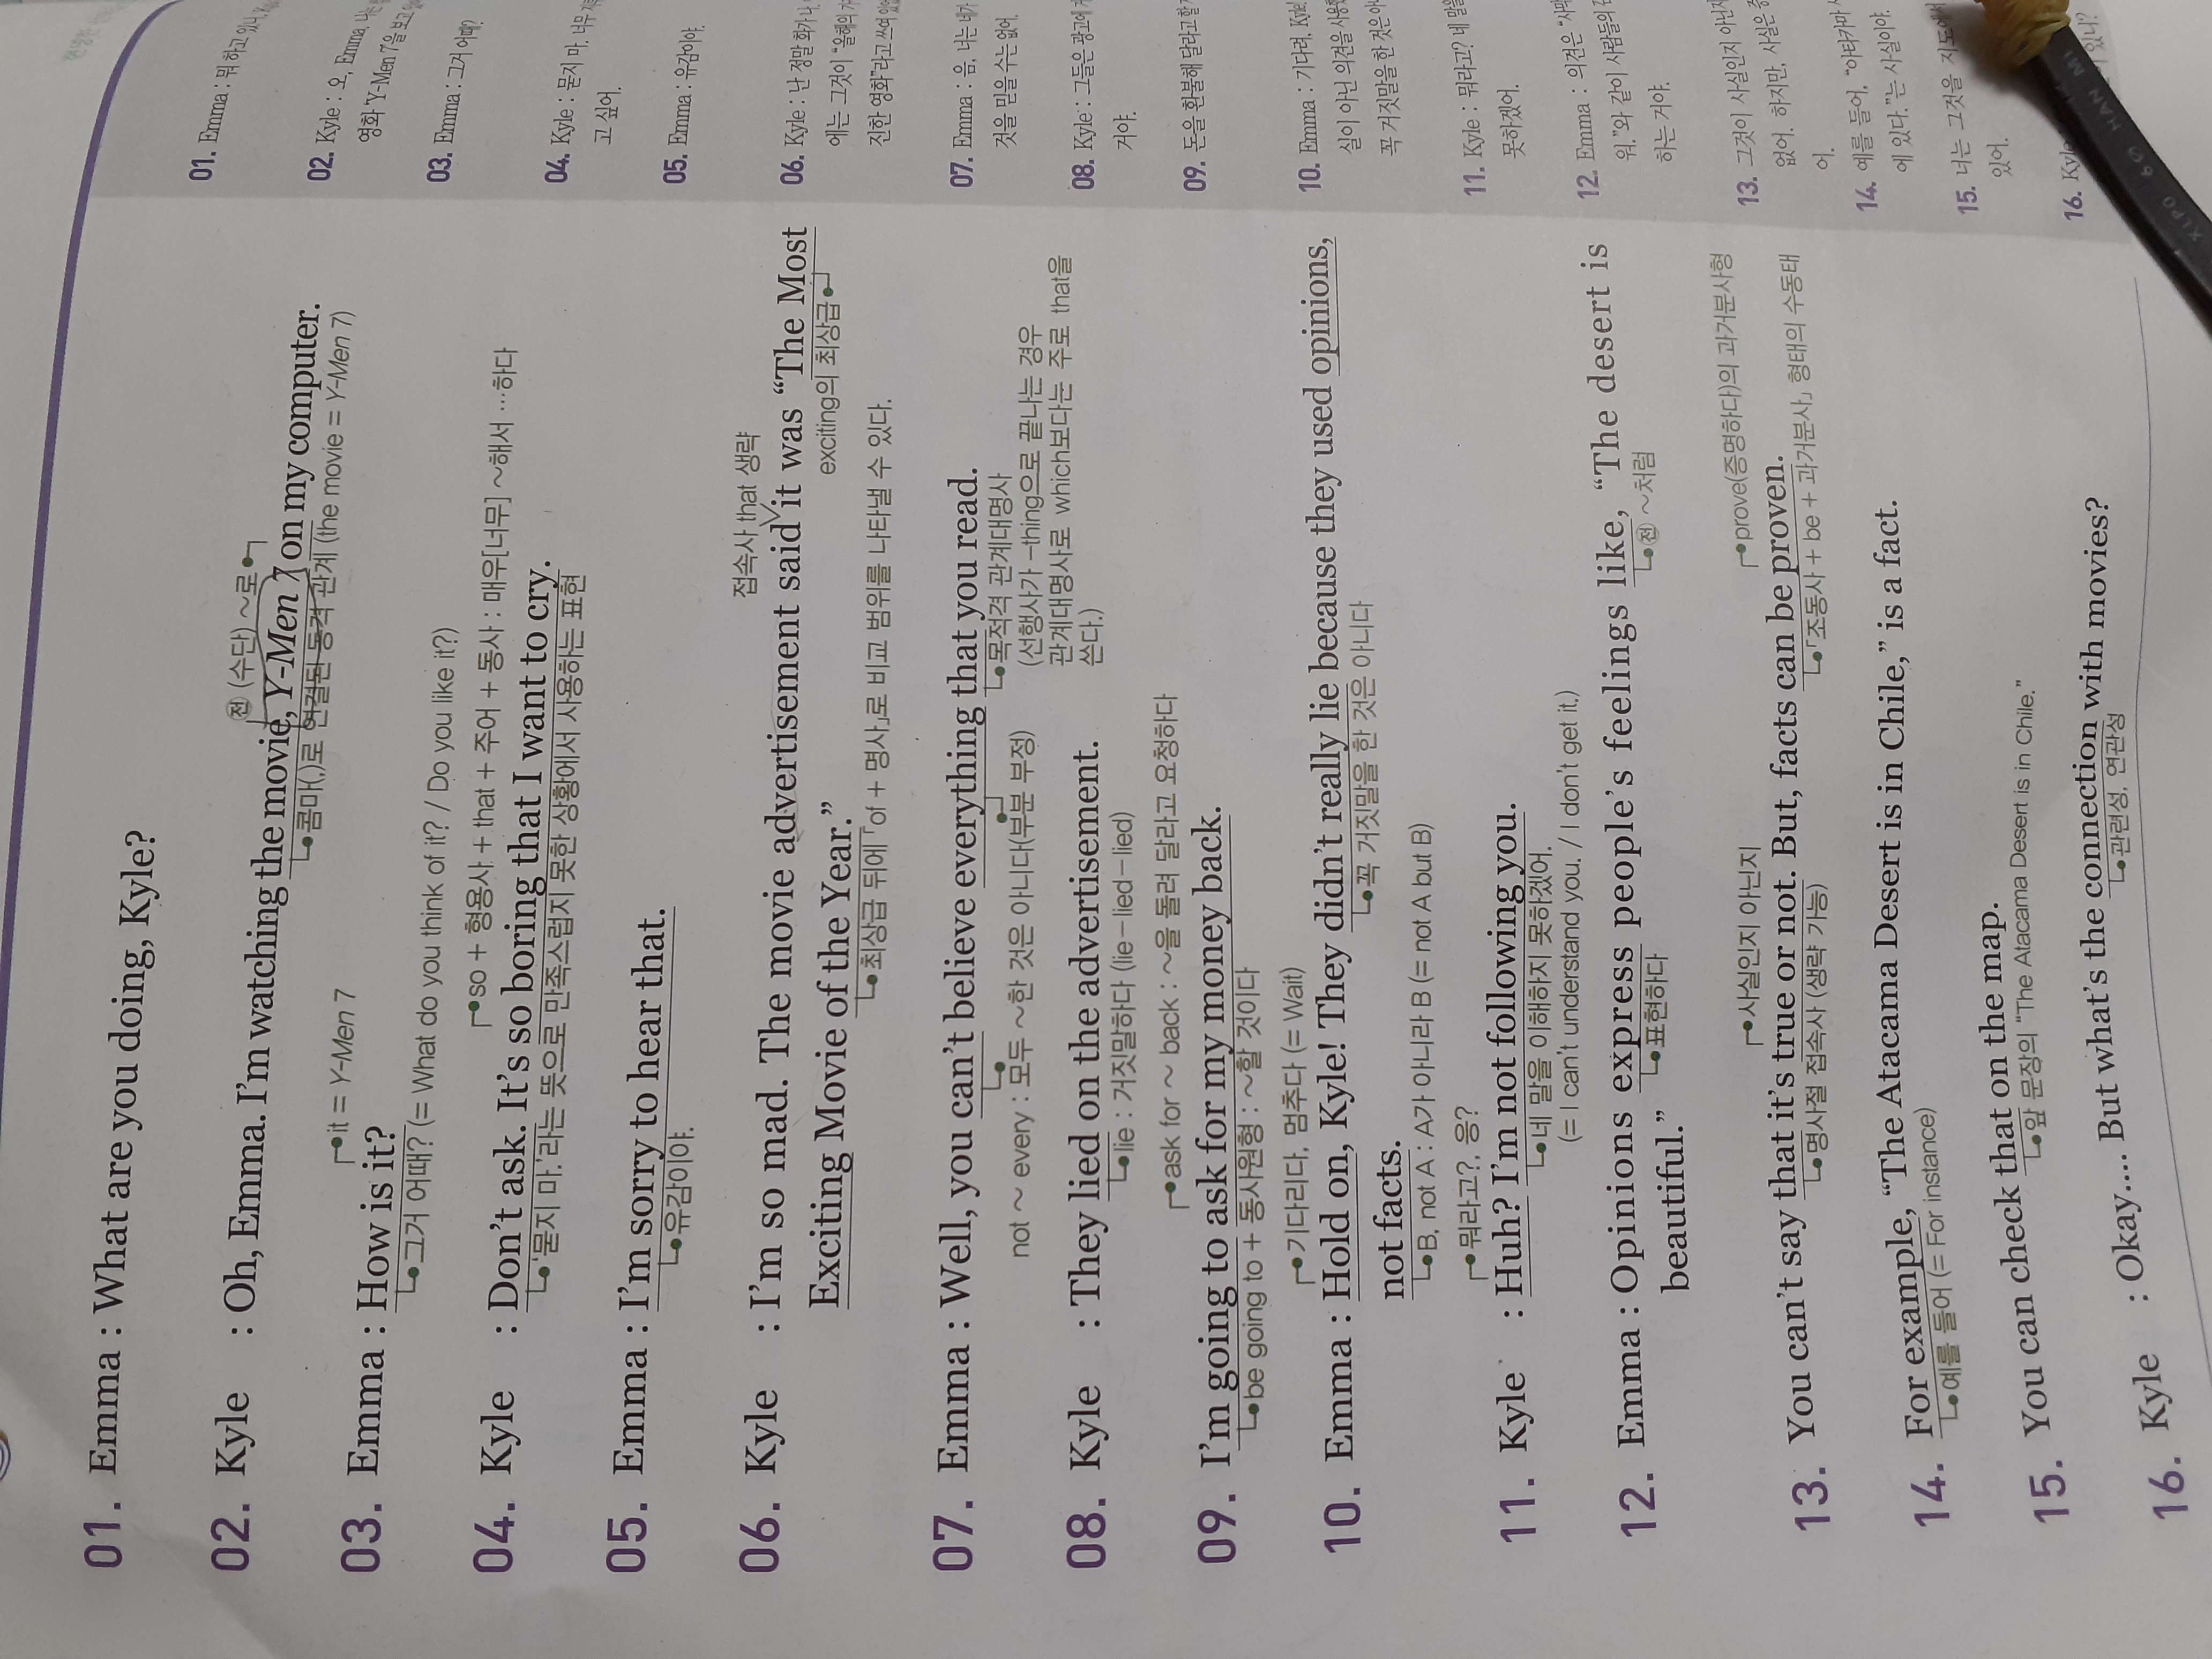 01. Emma : What are you doing, Kyle?
전 (수단) ~로
02. Kyle : Oh, Emma. I'm watching the movie, Y-Men 7 on my computer.
콤마(,)로 연결된 동격 관계 (the movie = Y-Men 7)
it = Y-Men 7
03. Emma : How is it?
그거 어때? (= What do you think of it? / Do you like it?)
so + 형용사 + that + 주어 + 동사 : 매우[너무] ~해서 …하다
04. Kyle : Don't ask. It's so boring that I want to cry.
'묻지 마.'라는 뜻으로 만족스럽지 못한 상황에서 사용하는 표현
05. Emma : I'm sorry to hear that.
유감이야.
접속사 that 생략
06. Kyle : I'm so mad. The movie advertisement said it was “The Most
exciting의 최상급
Exciting Movie of the Year.”
최상급 뒤에 「of + 명사」로 비교 범위를 나타낼 수 있다.
07. Emma : Well, you can't believe everything that you read.
not ~ every : 모두 ~한 것은 아니다(부분 부정)
목적격 관계대명사
(선행사가 -thing으로 끝나는 경우
관계대명사로 which보다는 주로 that을
쓴다.)
08. Kyle : They lied on the advertisement.
lie : 거짓말하다 (lie-lied-lied)
ask for ~ back : ~을 돌려 달라고 요청하다
09. I'm going to ask for my money back.
be going to + 동사원형 : ~할 것이다
기다리다, 멈추다 (= Wait)
10. Emma : Hold on, Kyle! They didn't really lie because they used opinions,
꼭 거짓말을 한 것은 아니다
not facts.
B, not A : A가 아니라 B (= not A but B)
뭐라고?, 응?
11. Kyle : Huh? I'm not following you.
네 말을 이해하지 못하겠어.
(= I can't understand you. / I don't get it.)
12. Emma : Opinions express people's feelings like, “The desert is
표현하다
전 ~처럼
beautiful.”
사실인지 아닌지
prove(증명하다)의 과거분사형
13. You can't say that it's true or not. But, facts can be proven.
명사절 접속사 (생략 가능)
「조동사 + be + 과거분사」 형태의 수동태
14. For example, “The Atacama Desert is in Chile,” is a fact.
예를 들어 (= For instance)
15. You can check that on the map.
앞 문장의 “The Atacama Desert is in Chile.”
16. Kyle : Okay.... But what's the connection with movies?
관련성, 연관성
01. Emma : 뭐 하고 있니,
02. Kyle : 오, Emma, 나는
영화 'Y-Men 7'을 보고
03. Emma : 그거 어때?
04. Kyle : 묻지 마. 너무
고 싶어.
05. Emma : 유감이야.
06. Kyle : 난 정말 화가 나.
에는 그것이 “올해의
진한 영화”라고 쓰여
07. Emma : 음, 너는 네가
것을 믿을 수는 없어.
08. Kyle : 그들은 광고에
거야.
09. 돈을 환불해 달라고 할
10. Emma : 기다려, Kyle!
실이 아닌 의견을
꼭 거짓말을 한 것은
11. Kyle : 뭐라고? 네 말을
못하겠어.
12. Emma : 의견은 “사막
워.”와 같이 사람들의
하는 거야.
13. 그것이 사실인지 아닌지
없어. 하지만, 사실은
어.
14. 예를 들어, “아타카마
에 있다.”는 사실이야.
15. 너는 그것을 지도에서
있어.
16. Kyle
있니?
HAN MI
XLPO